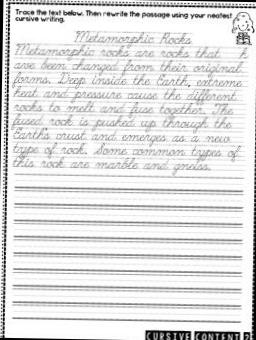 Trace the text below. Then rewrite the passage using your neatest
cursive writing.
Metamorphic Rocks
Metamorphic rocks are rocks that h
ave been changed from their original
forms. Deep inside the Earth, extreme
heat and pressure cause the different
rocks to melt and fuse together. The
fused rock is pushed up through the
Earth's crust and emerges as a new
type of rock. Some common types of
this rock are marble and gneiss.
CURSIVE CONTENT 2